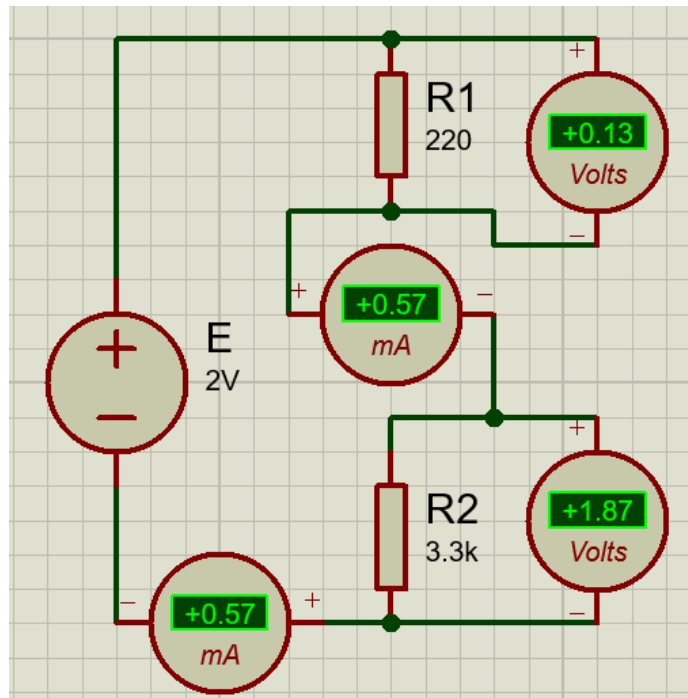 R1
220
+0.13
Volts
+0.57
mA
E
2V
R2
3.3k
+1.87
Volts
+0.57
mA